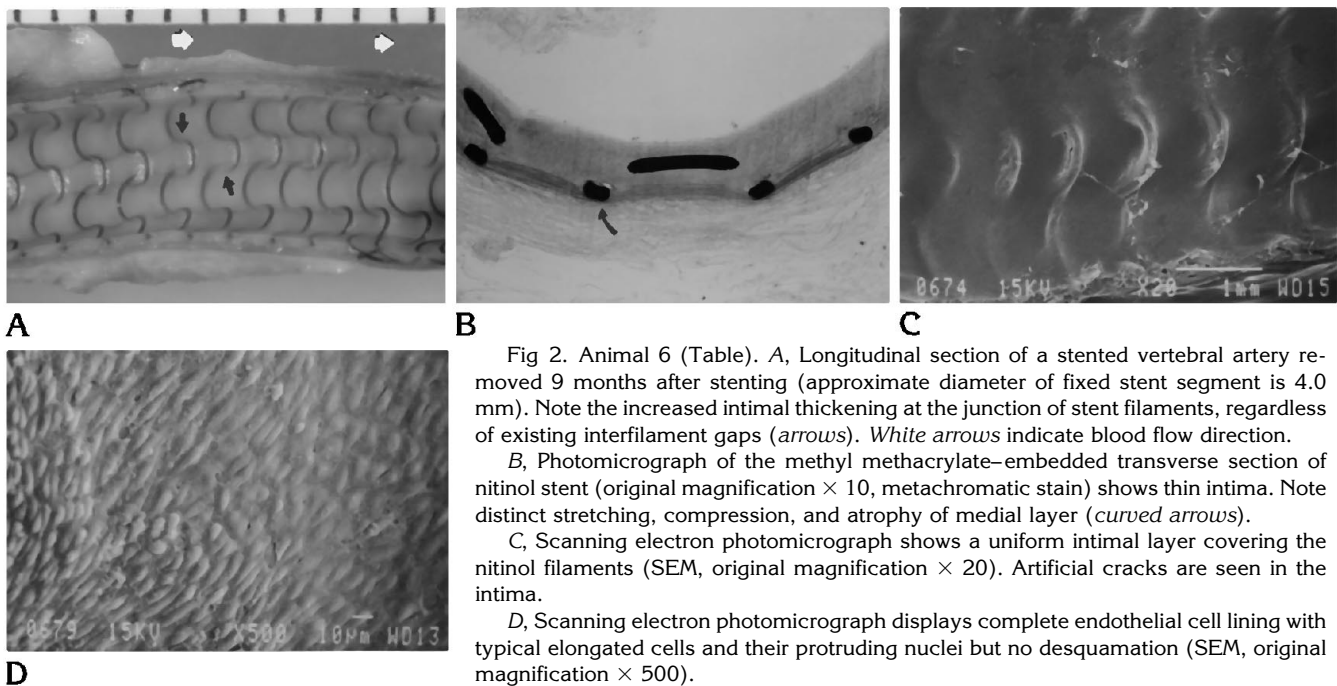 A
B
C
0674 15KV X20 1mm WD15
D
0679 15KV X500 10µm WD13
Fig 2. Animal 6 (Table). A, Longitudinal section of a stented vertebral artery re-
moved 9 months after stenting (approximate diameter of fixed stent segment is 4.0
mm). Note the increased intimal thickening at the junction of stent filaments, regardless
of existing interfilament gaps (arrows). White arrows indicate blood flow direction.
B, Photomicrograph of the methyl methacrylate–embedded transverse section of
nitinol stent (original magnification × 10, metachromatic stain) shows thin intima. Note
distinct stretching, compression, and atrophy of medial layer (curved arrows).
C, Scanning electron photomicrograph shows a uniform intimal layer covering the
nitinol filaments (SEM, original magnification × 20). Artificial cracks are seen in the
intima.
D, Scanning electron photomicrograph displays complete endothelial cell lining with
typical elongated cells and their protruding nuclei but no desquamation (SEM, original
magnification × 500).